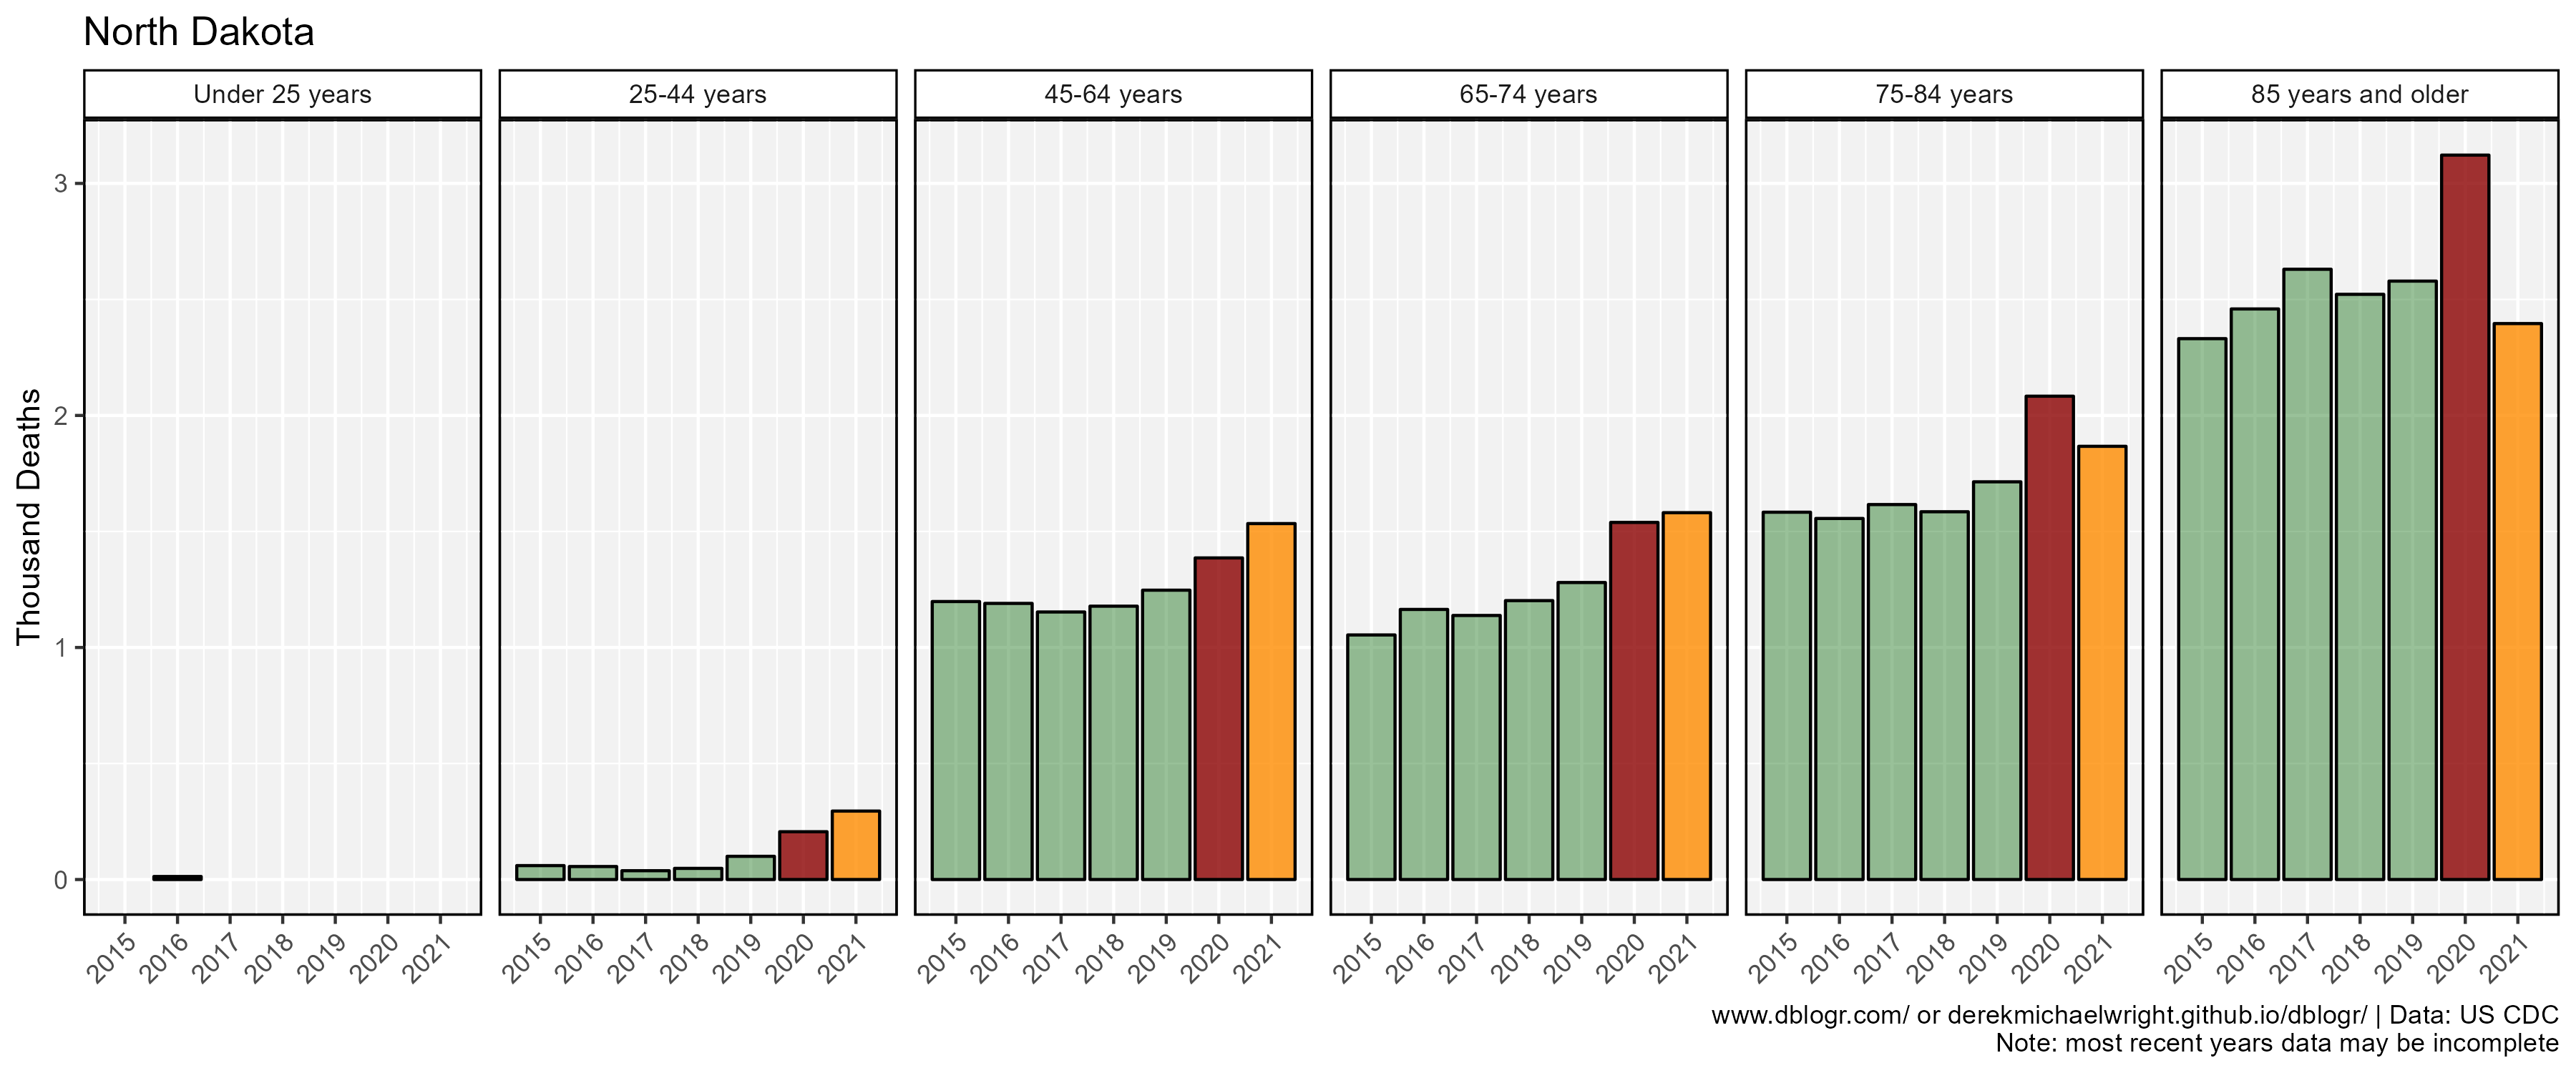 North Dakota
Under 25 years
25-44 years
45-64 years
65-74 years
75-84 years
85 years and older
Thousand Deaths
3
2
1
0
2015 2016 2017 2018 2019 2020 2021
2015 2016 2017 2018 2019 2020 2021
2015 2016 2017 2018 2019 2020 2021
2015 2016 2017 2018 2019 2020 2021
2015 2016 2017 2018 2019 2020 2021
2015 2016 2017 2018 2019 2020 2021
www.dblogr.com/ or derekmichaelwright.github.io/dblogr/ | Data: US CDC
Note: most recent years data may be incomplete